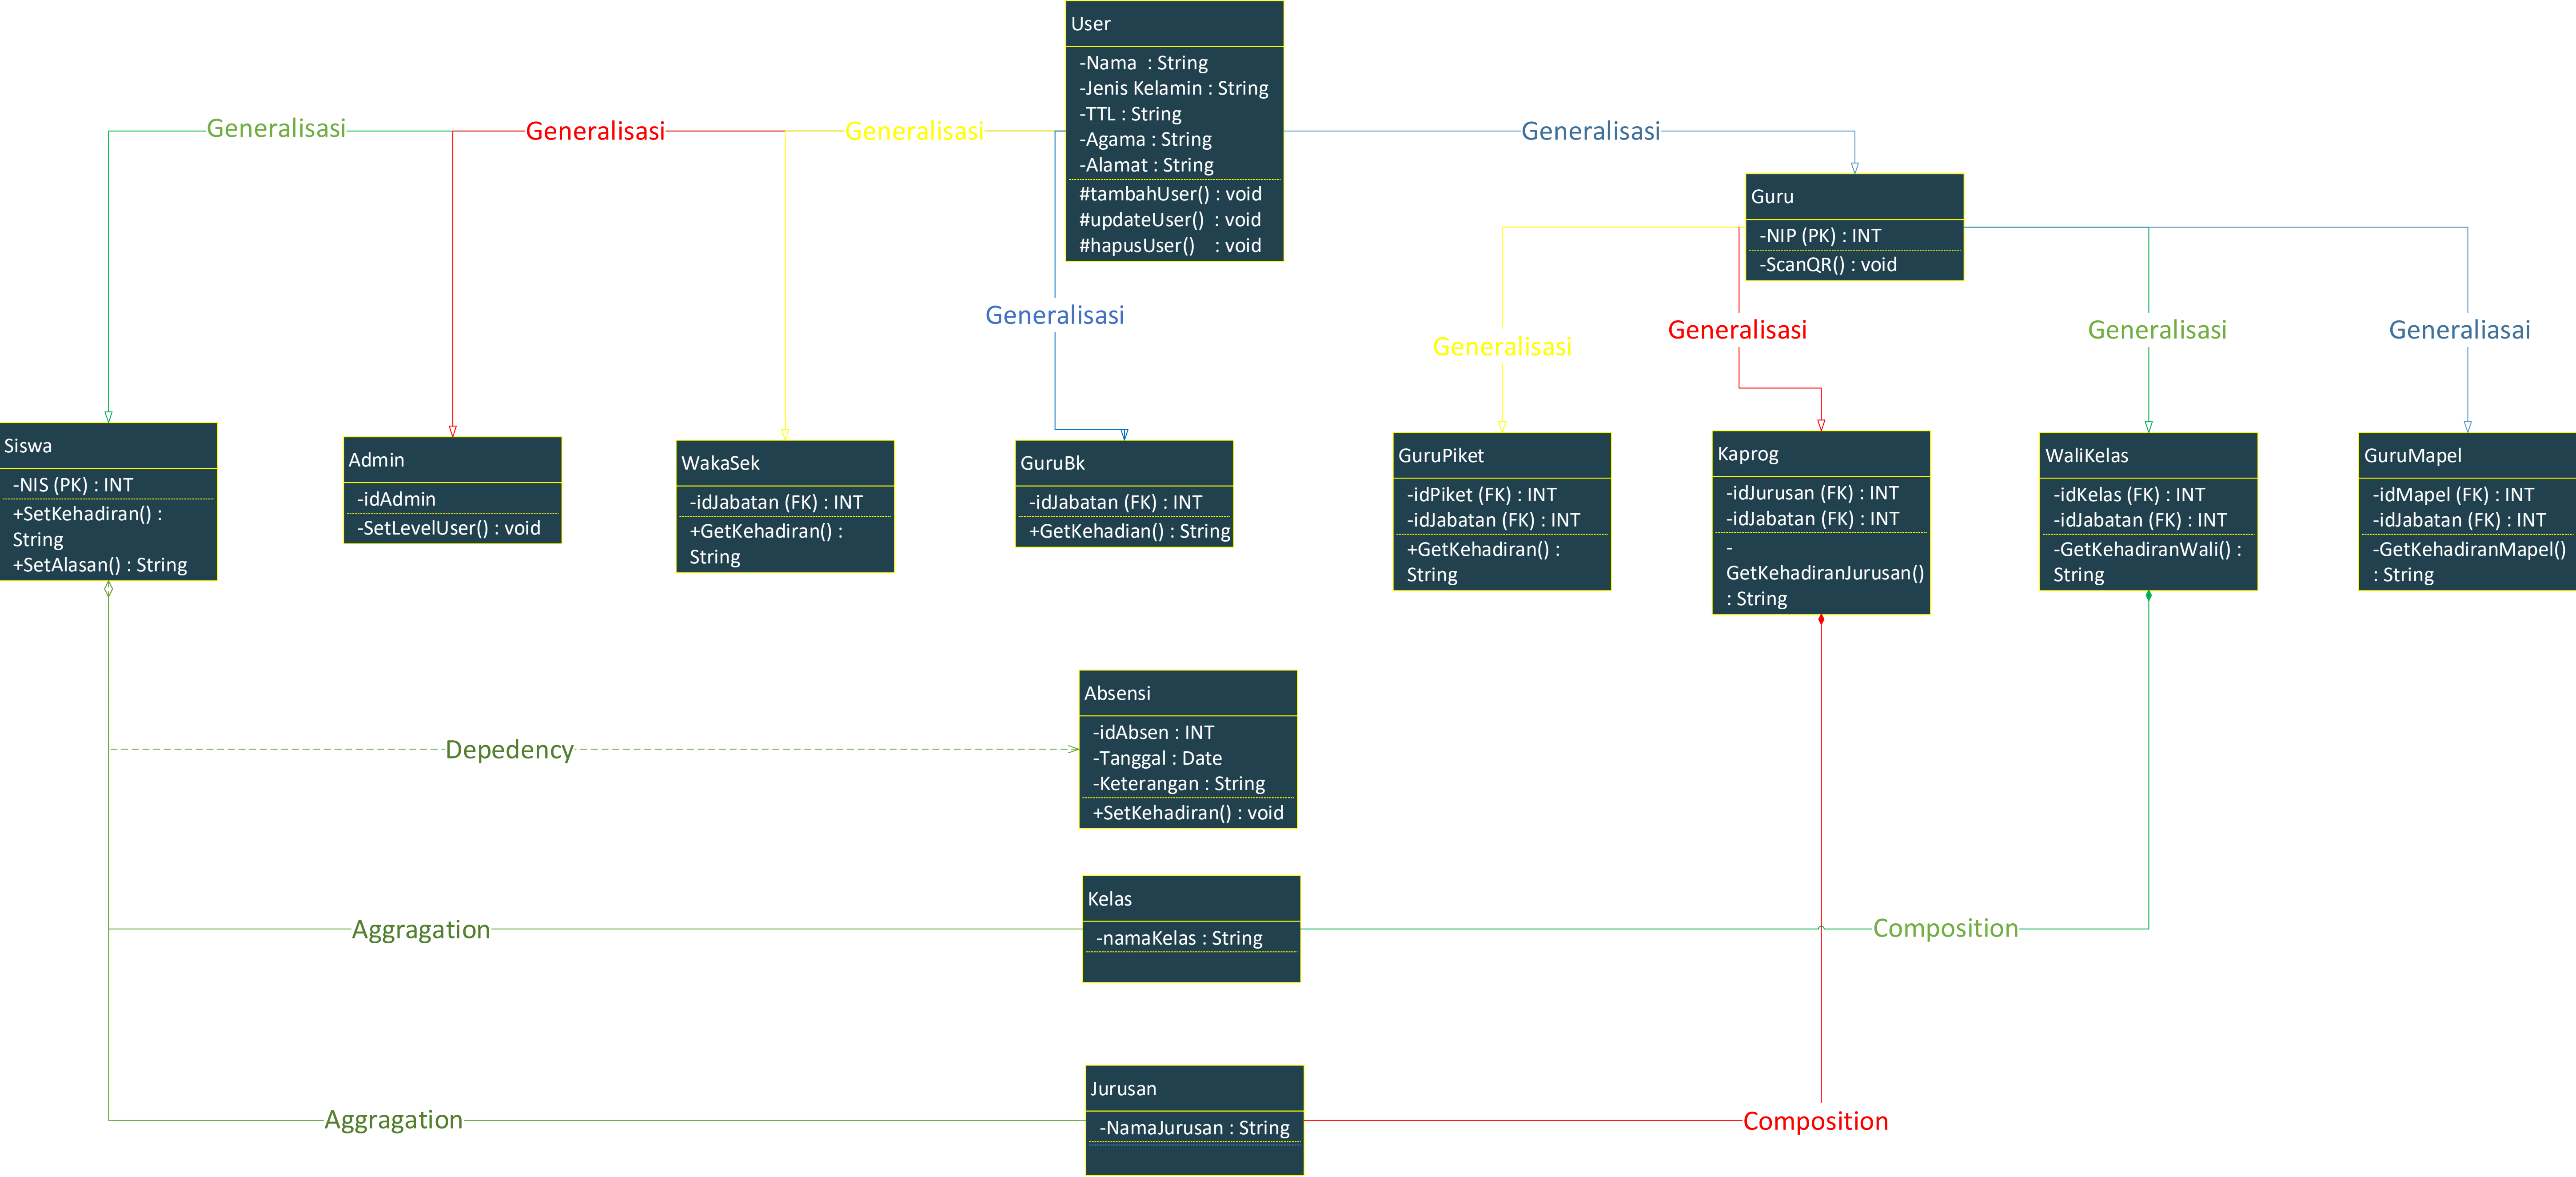 User
-Nama  : String
-Jenis Kelamin : String
-TTL : String
-Agama : String
-Alamat : String
#tambahUser() : void
#updateUser()  : void
#hapusUser()    : void
Generalisasi
Generalisasi
Generalisasi
Generalisasi
Generalisasi
Guru
-NIP (PK) : INT
-ScanQR() : void
Generalisasi
Generalisasi
Generalisasi
Generaliasai
Siswa
-NIS (PK) : INT
+SetKehadiran() :
String
+SetAlasan() : String
Admin
-idAdmin
-SetLevelUser() : void
WakaSek
-idJabatan (FK) : INT
+GetKehadiran() :
String
GuruBk
-idJabatan (FK) : INT
+GetKehadian() : String
GuruPiket
-idPiket (FK) : INT
-idJabatan (FK) : INT
+GetKehadiran() :
String
Kaprog
-idJurusan (FK) : INT
-idJabatan (FK) : INT
-
GetKehadiranJurusan()
: String
WaliKelas
-idKelas (FK) : INT
-idJabatan (FK) : INT
-GetKehadiranWali() :
String
GuruMapel
-idMapel (FK) : INT
-idJabatan (FK) : INT
-GetKehadiranMapel()
: String
Depedency
Absensi
-idAbsen : INT
-Tanggal : Date
-Keterangan : String
+SetKehadiran() : void
Aggragation
Kelas
-namaKelas : String
Composition
Aggragation
Jurusan
-NamaJurusan : String
Composition